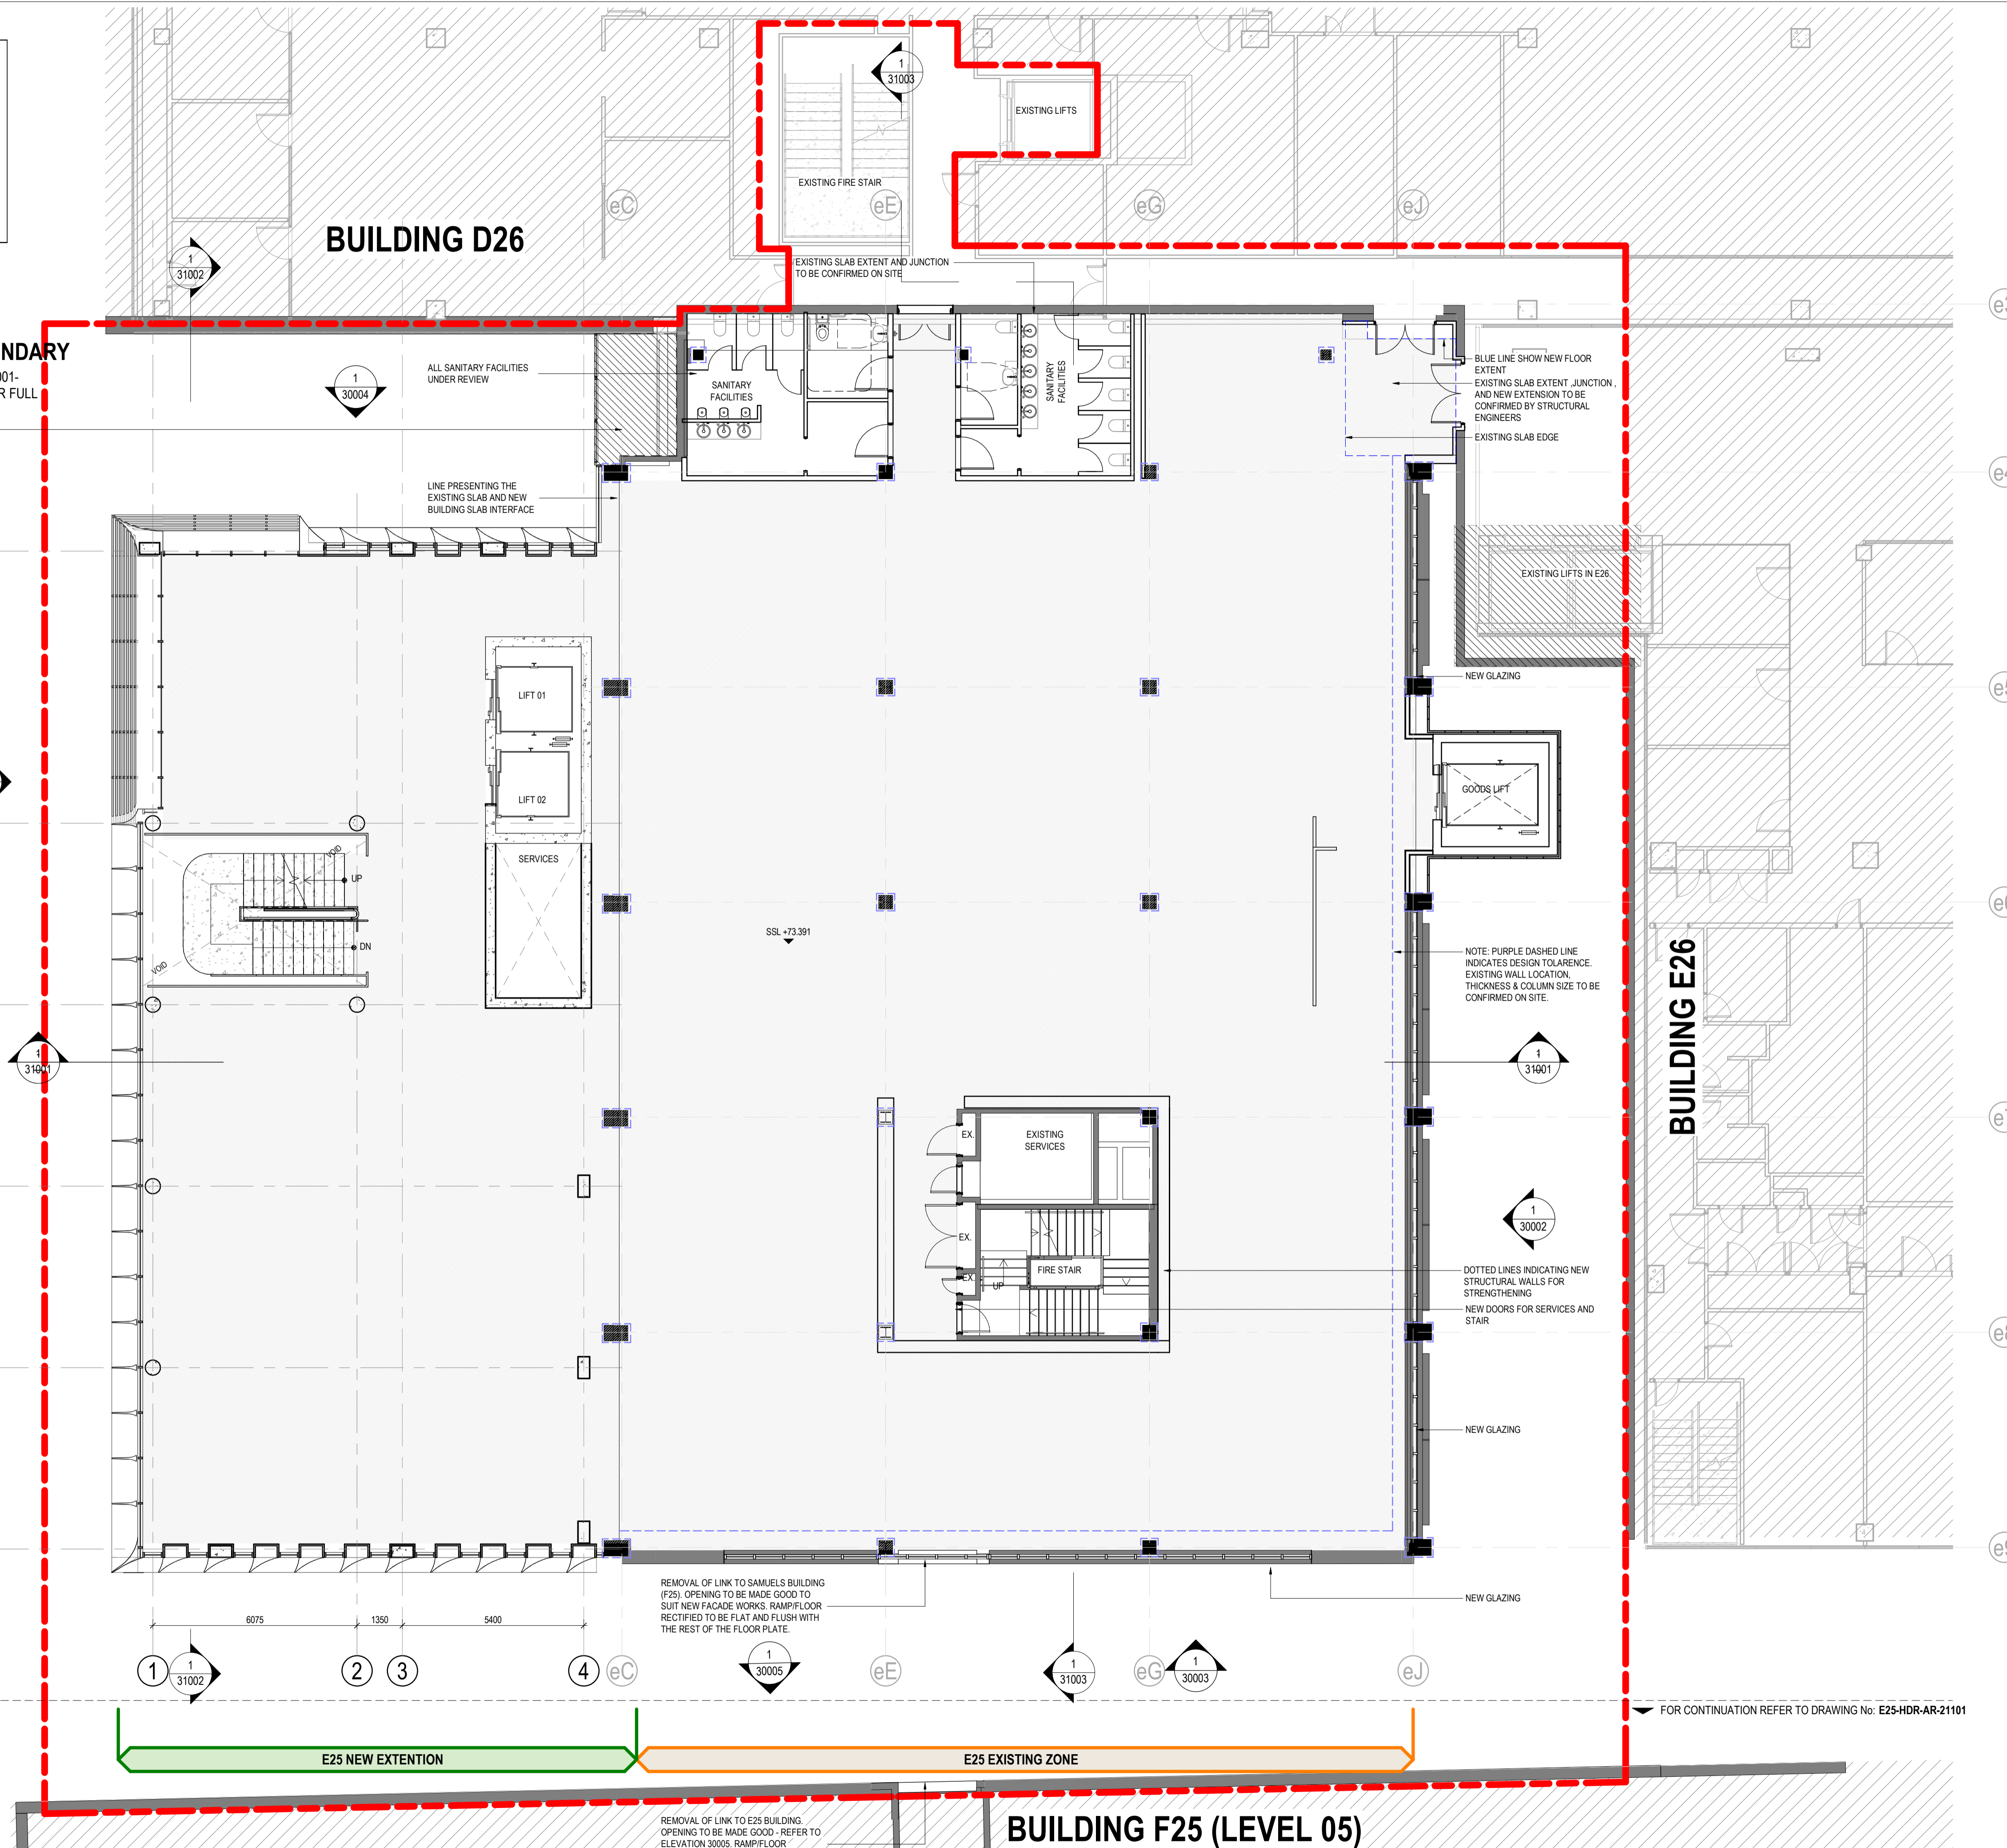 1
31003
EXISTING LIFTS
EXISTING FIRE STAIR
eC
eE
eG
eJ
BUILDING D26
1
31002
EXISTING SLAB EXTENT AND JUNCTION
TO BE CONFIRMED ON SITE
NDARY
001-
R FULL
1
30004
ALL SANITARY FACILITIES
UNDER REVIEW
SANITARY
FACILITIES
SANITARY
FACILITIES
BLUE LINE SHOW NEW FLOOR
EXTENT
EXISTING SLAB EXTENT ,JUNCTION ,
AND NEW EXTENSION TO BE
CONFIRMED BY STRUCTURAL
ENGINEERS
EXISTING SLAB EDGE
LINE PRESENTING THE
EXISTING SLAB AND NEW
BUILDING SLAB INTERFACE
EXISTING LIFTS IN E26
NEW GLAZING
LIFT 01
LIFT 02
GOODS LIFT
SERVICES
VOID
UP
DN
VOID
SSL +73.391
NOTE: PURPLE DASHED LINE
INDICATES DESIGN TOLARENCE.
EXISTING WALL LOCATION,
THICKNESS & COLUMN SIZE TO BE
CONFIRMED ON SITE.
BUILDING E26
1
31001
1
31001
EX.
EXISTING
SERVICES
EX.
EX.
UP
FIRE STAIR
1
30002
DOTTED LINES INDICATING NEW
STRUCTURAL WALLS FOR
STRENGTHENING
NEW DOORS FOR SERVICES AND
STAIR
NEW GLAZING
REMOVAL OF LINK TO SAMUELS BUILDING
(F25). OPENING TO BE MADE GOOD TO
SUIT NEW FACADE WORKS. RAMP/FLOOR
RECTIFIED TO BE FLAT AND FLUSH WITH
THE REST OF THE FLOOR PLATE.
NEW GLAZING
6075
1350
5400
1
1
31002
2
3
4
eC
1
30005
eE
1
31003
eG
1
30003
eJ
FOR CONTINUATION REFER TO DRAWING No: E25-HDR-AR-21101
E25 NEW EXTENTION
E25 EXISTING ZONE
REMOVAL OF LINK TO E25 BUILDING.
OPENING TO BE MADE GOOD - REFER TO
ELEVATION 30005. RAMP/FLOOR
BUILDING F25 (LEVEL 05)